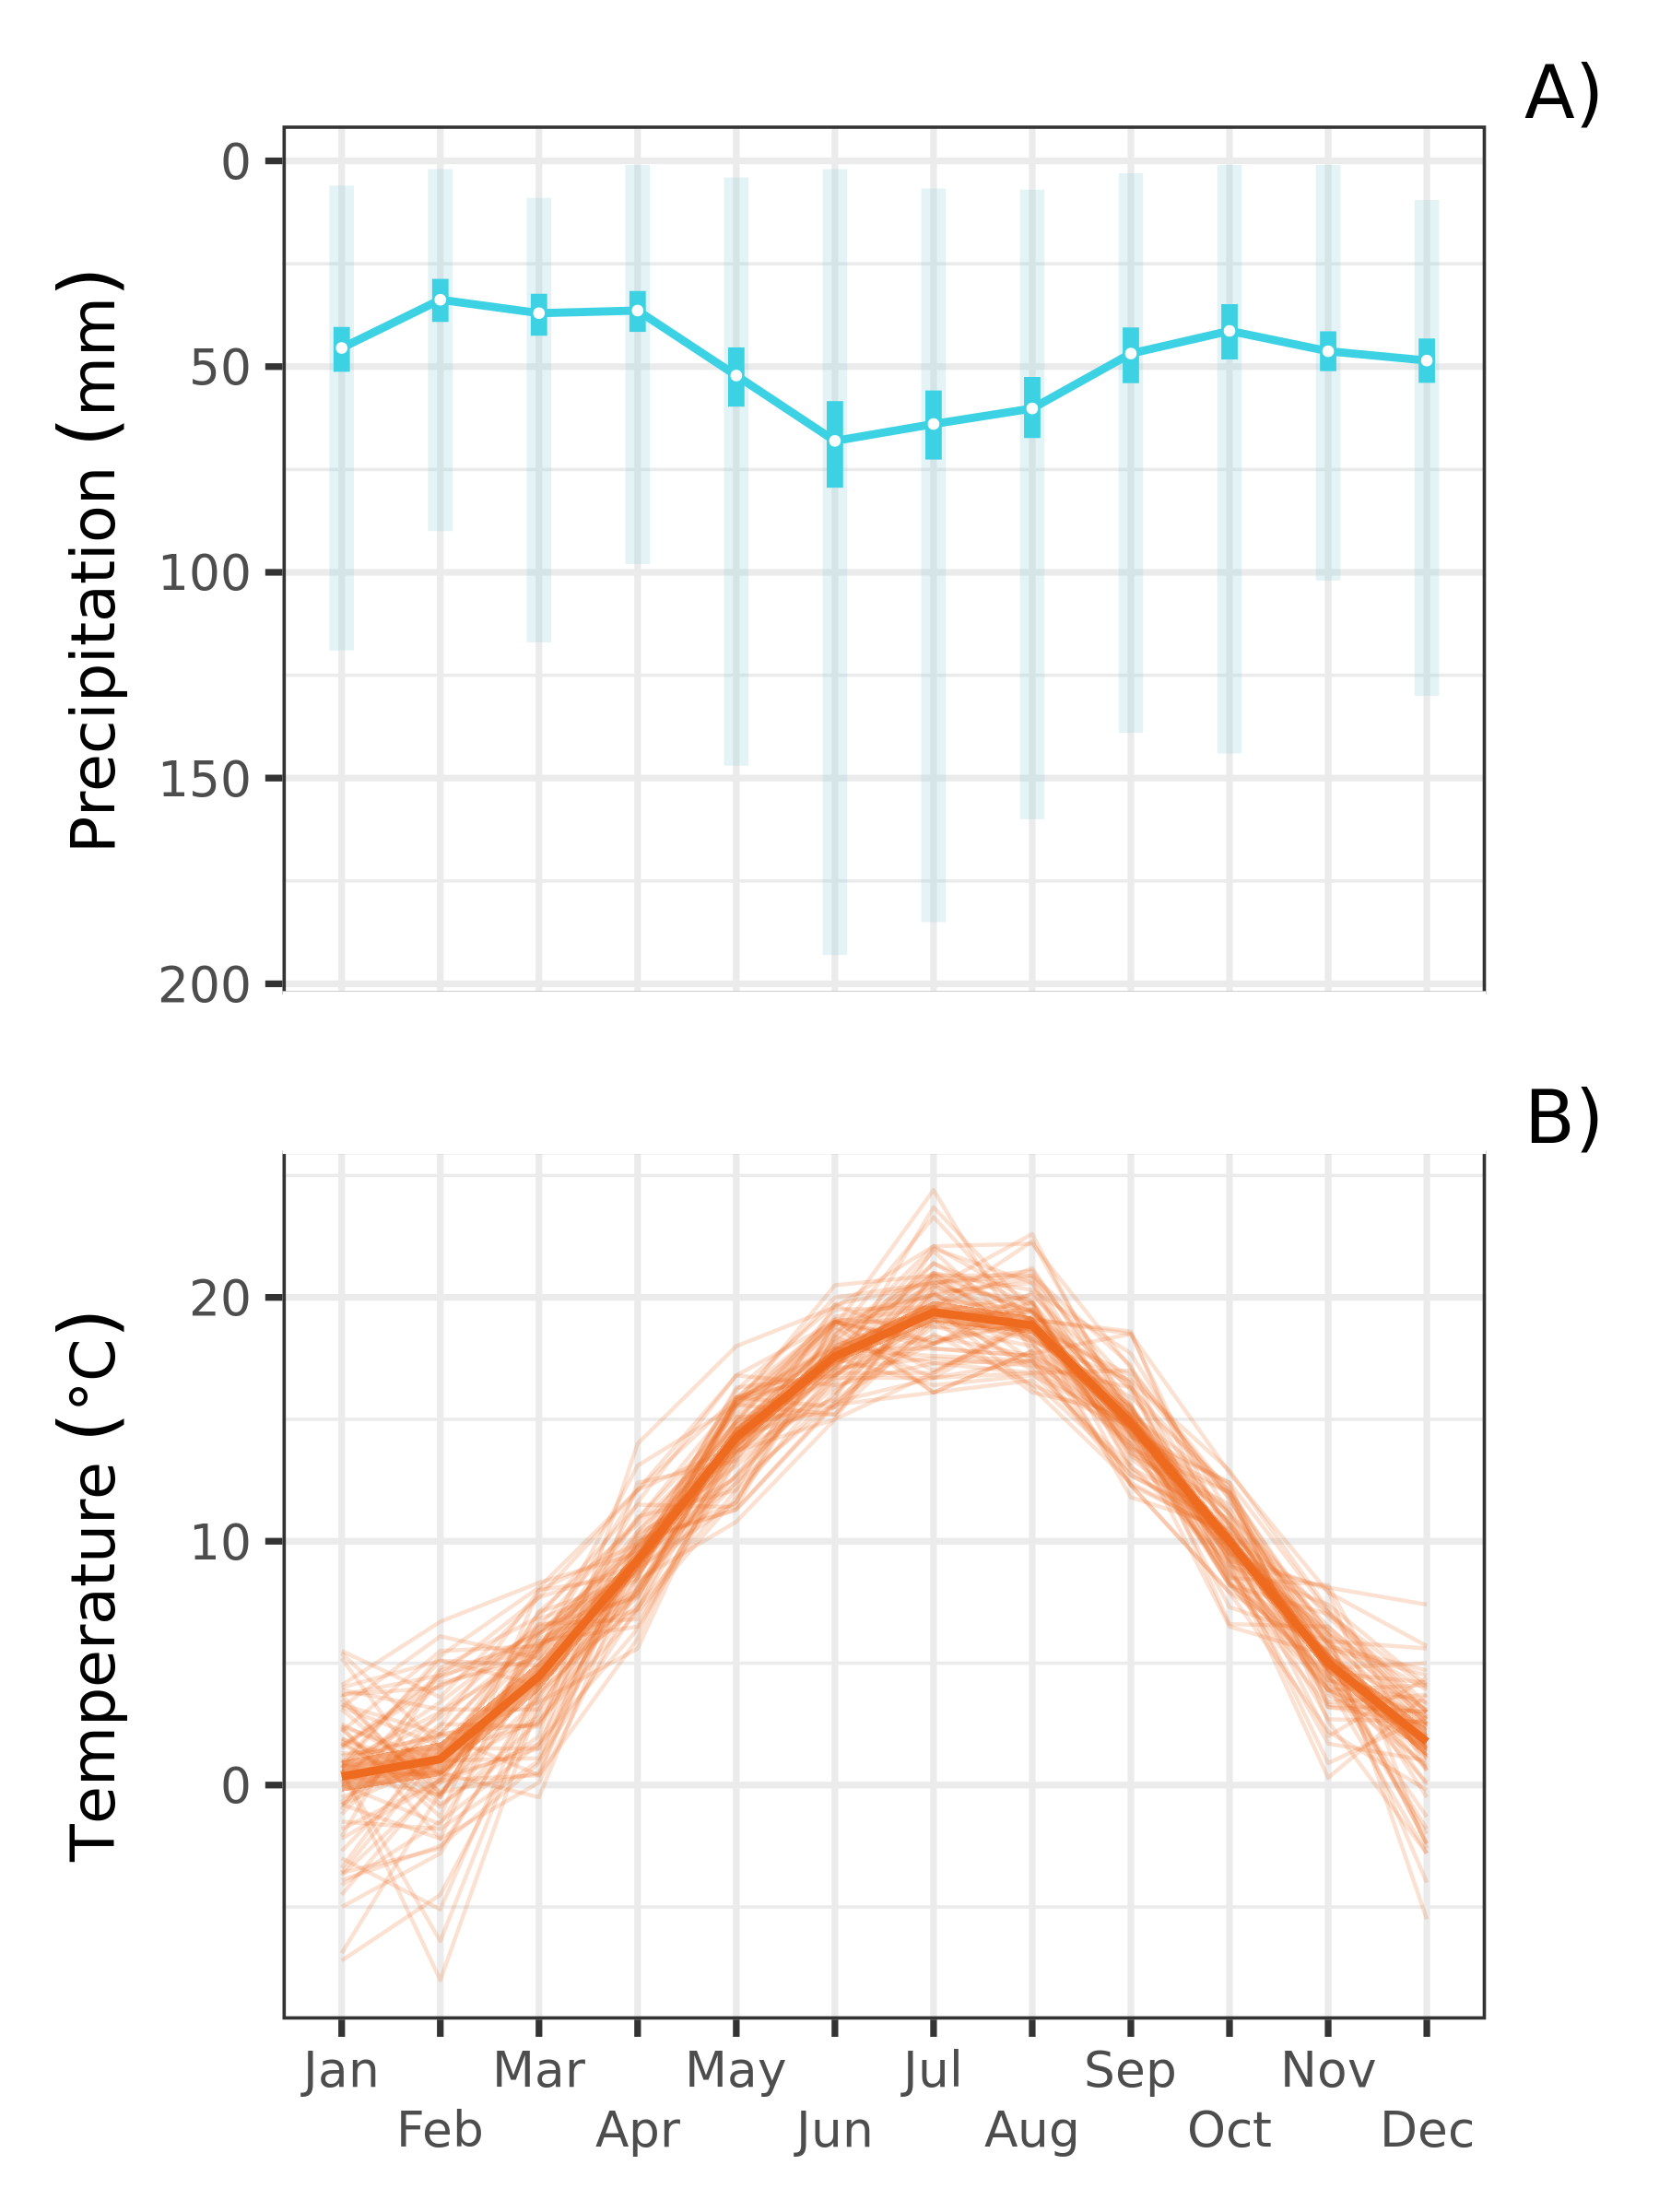 A)
Precipitation (mm)
0
50
100
150
200
B)
Temperature (°C)
20
10
0
Jan Mar May Jul Sep Nov
Feb Apr Jun Aug Oct Dec